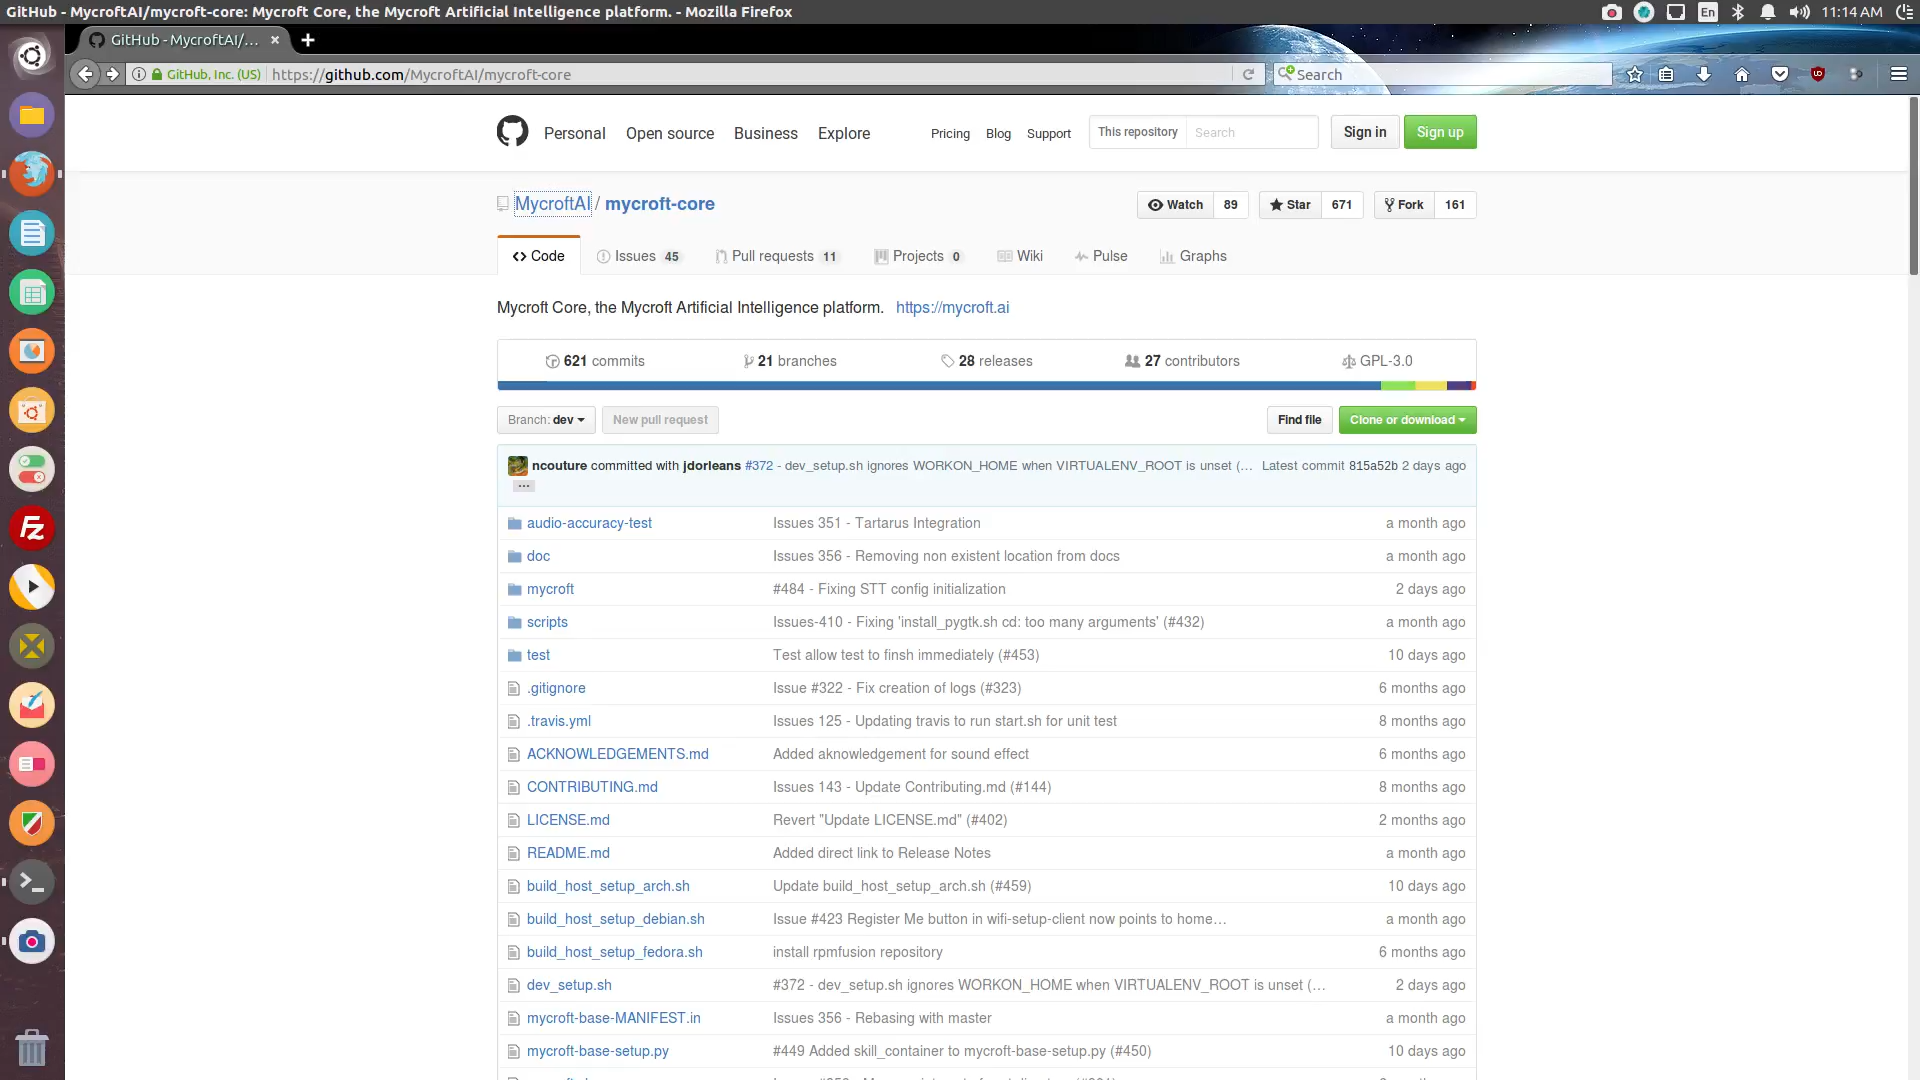 GitHub - MycroftAI/mycroft-core: Mycroft Core, the Mycroft Artificial Intelligence platform. - Mozilla Firefox
En
11:14 AM
GitHub - MycroftAI/...
GitHub, Inc. (US)
https://github.com/MycroftAI/mycroft-core
Search
Personal Open source Business Explore
Pricing Blog Support
This repository Search
Sign in Sign up
MycroftAI / mycroft-core
Watch 89
Star 671
Fork 161
Code
Issues 45
Pull requests 11
Projects 0
Wiki
Pulse
Graphs
Mycroft Core, the Mycroft Artificial Intelligence platform. https://mycroft.ai
621 commits
21 branches
28 releases
27 contributors
GPL-3.0
Branch: dev
New pull request
Find file
Clone or download
ncouture committed with jdorleans #372 - dev_setup.sh ignores WORKON_HOME when VIRTUALENV_ROOT is unset (… Latest commit 815a52b 2 days ago
…
audio-accuracy-test Issues 351 - Tartarus Integration a month ago
doc Issues 356 - Removing non existent location from docs a month ago
mycroft #484 - Fixing STT config initialization 2 days ago
scripts Issues-410 - Fixing 'install_pygtk.sh cd: too many arguments' (#432) a month ago
test Test allow test to finsh immediately (#453) 10 days ago
.gitignore Issue #322 - Fix creation of logs (#323) 6 months ago
.travis.yml Issues 125 - Updating travis to run start.sh for unit test 8 months ago
ACKNOWLEDGEMENTS.md Added aknowledgement for sound effect 6 months ago
CONTRIBUTING.md Issues 143 - Update Contributing.md (#144) 8 months ago
LICENSE.md Revert "Update LICENSE.md" (#402) 2 months ago
README.md Added direct link to Release Notes a month ago
build_host_setup_arch.sh Update build_host_setup_arch.sh (#459) 10 days ago
build_host_setup_debian.sh Issue #423 Register Me button in wifi-setup-client now points to home… a month ago
build_host_setup_fedora.sh install rpmfusion repository 6 months ago
dev_setup.sh #372 - dev_setup.sh ignores WORKON_HOME when VIRTUALENV_ROOT is unset (… 2 days ago
mycroft-base-MANIFEST.in Issues 356 - Rebasing with master a month ago
mycroft-base-setup.py #449 Added skill_container to mycroft-base-setup.py (#450) 10 days ago